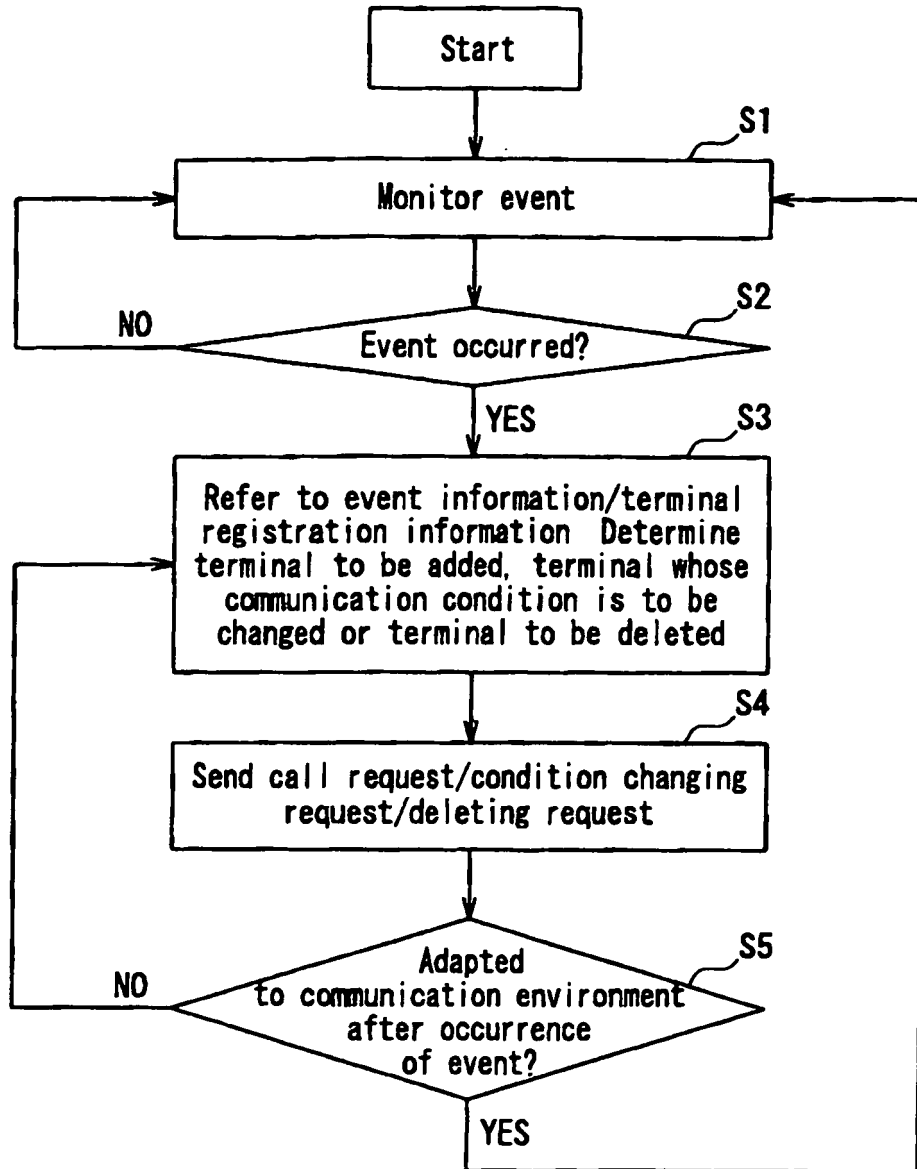 Start
S1
Monitor event
S2
NO
Event occurred?
YES
S3
Refer to event information/terminal
registration information Determine
terminal to be added, terminal whose
communication condition is to be
changed or terminal to be deleted
S4
Send call request/condition changing
request/deleting request
S5
NO
Adapted
to communication environment
after occurrence
of event?
YES